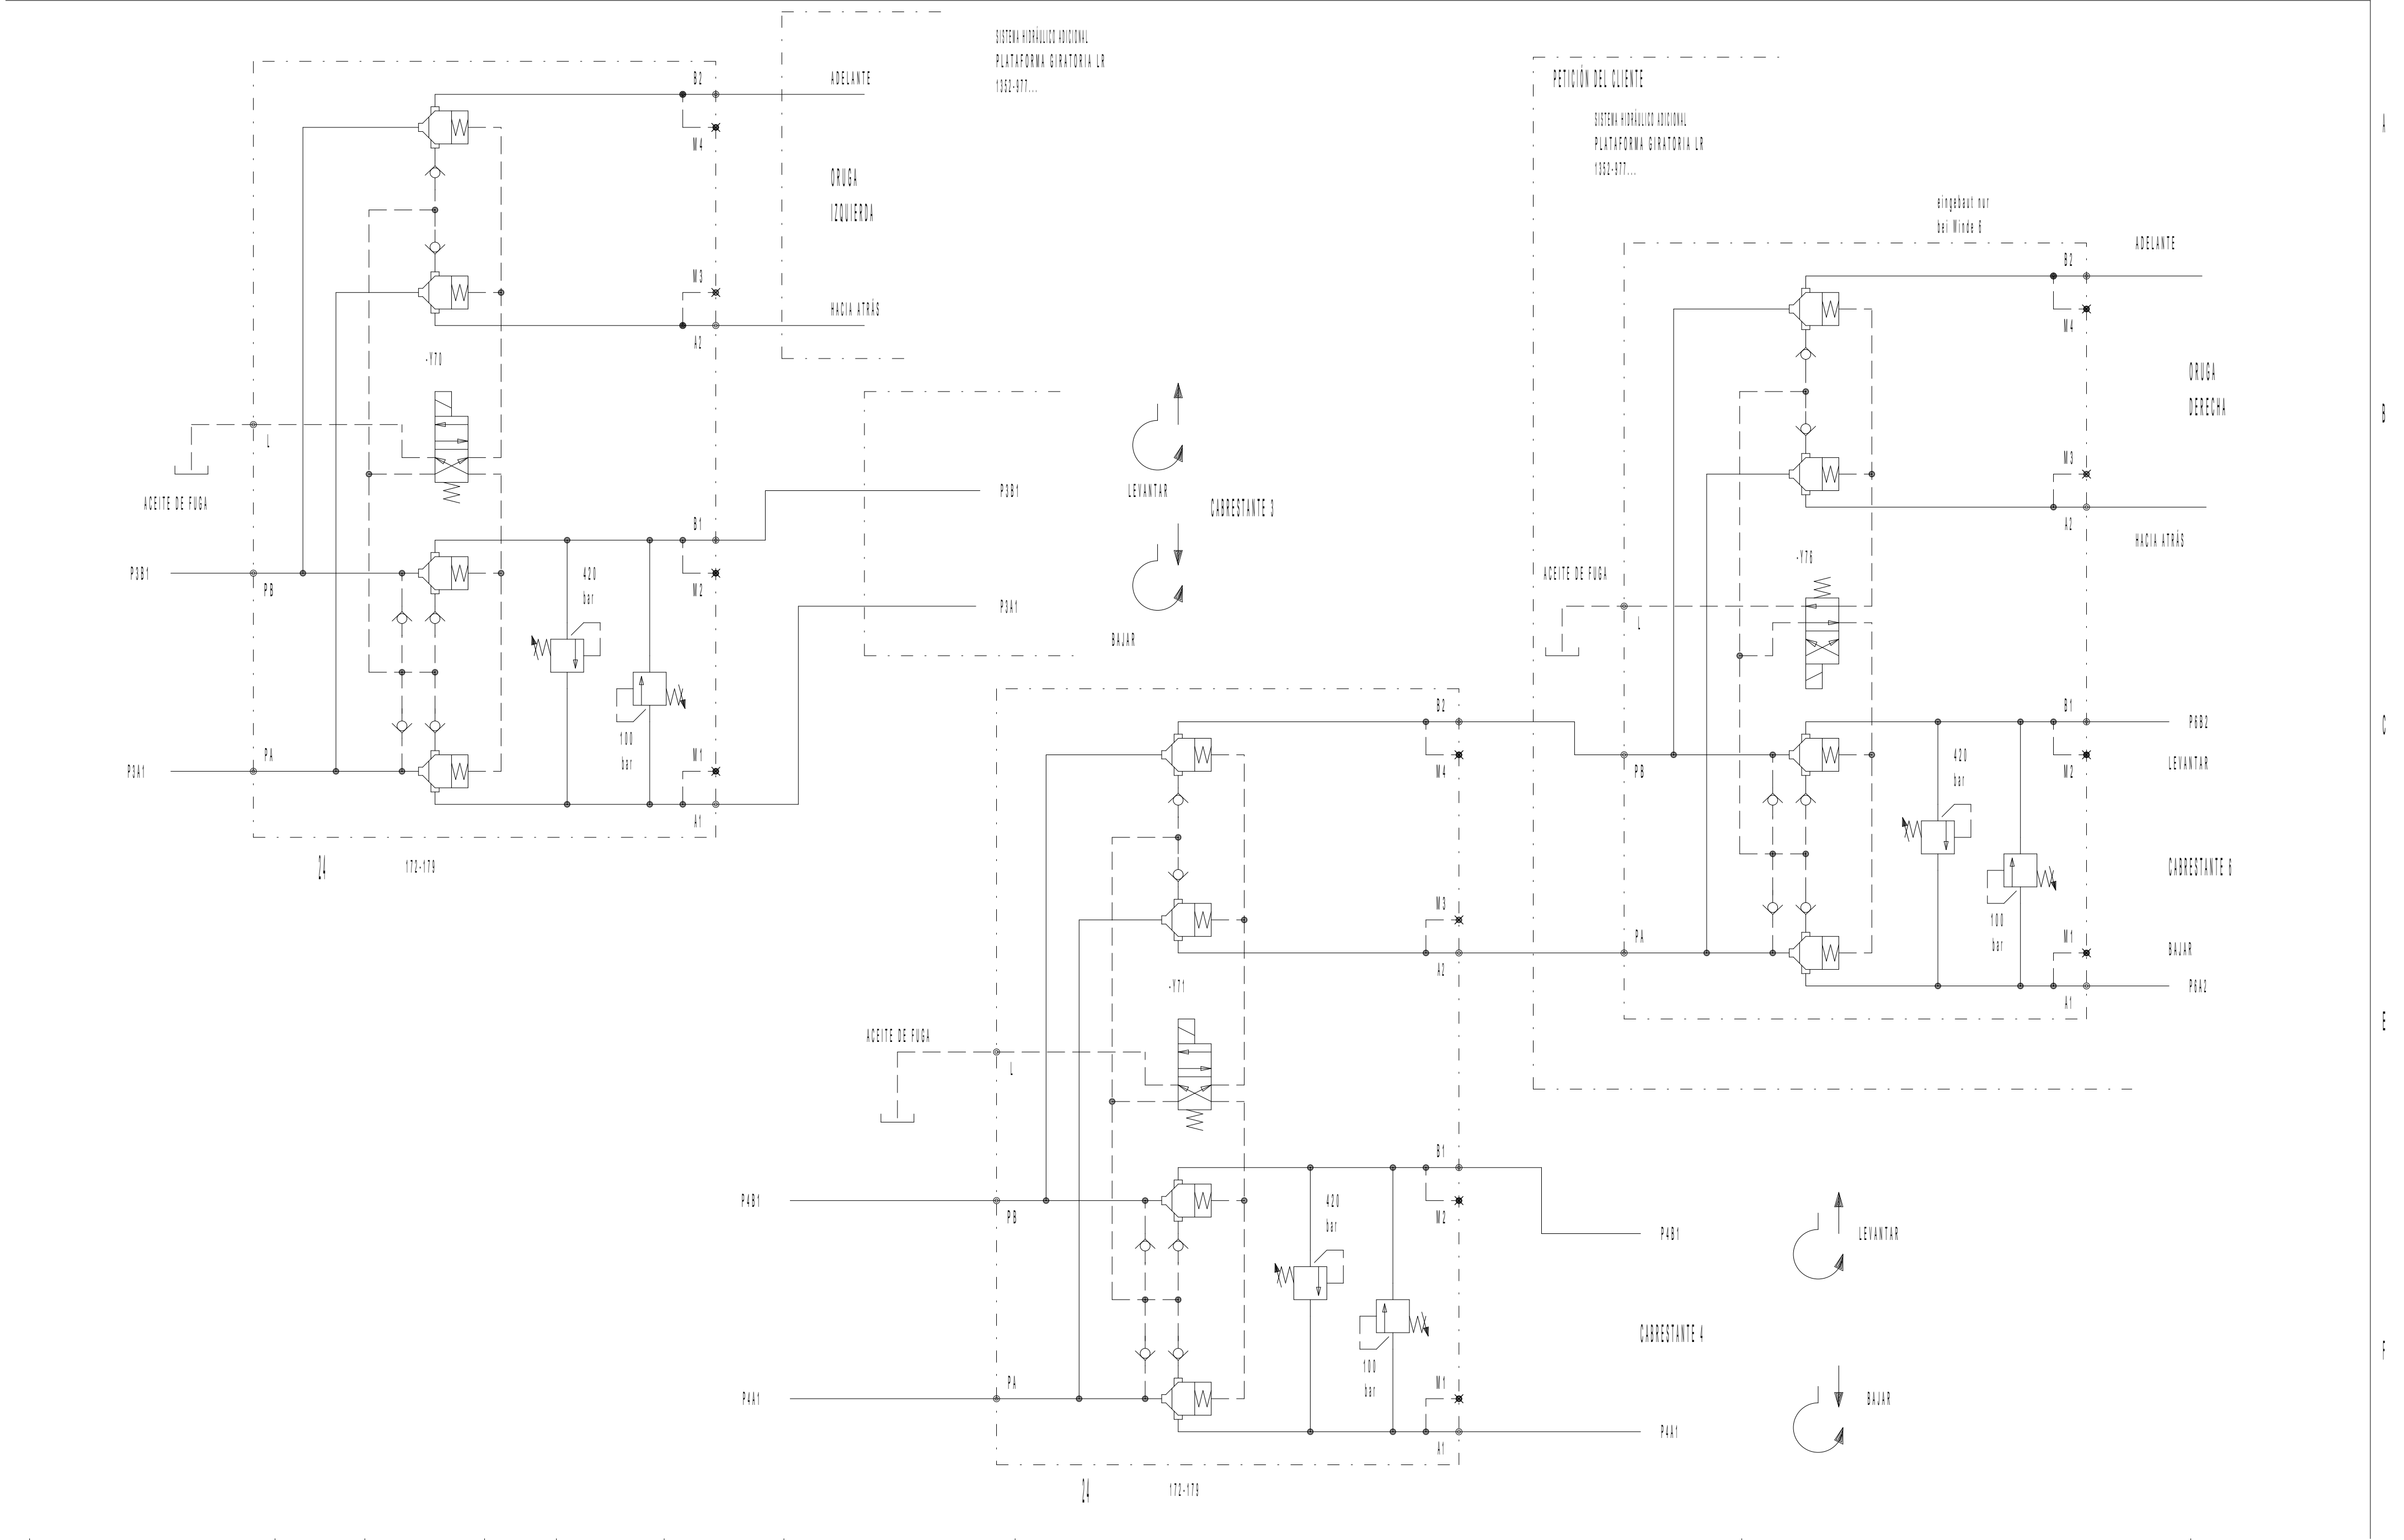 SISTEMA HIDRÁULICO ADICIONAL
PLATAFORMA GIRATORIA LR
1352-977...
B2
ADELANTE
M4
ORUGA
IZQUIERDA
M3
HACIA ATRÁS
A2
-Y70
L
ACEITE DE FUGA
B1
P3B1
PB
420
bar
M2
100
bar
PA
M1
P3A1
A1
24
172-179
P3B1
LEVANTAR
CABRESTANTE 3
P3A1
BAJAR
PETICIÓN DEL CLIENTE
SISTEMA HIDRÁULICO ADICIONAL
PLATAFORMA GIRATORIA LR
1352-977...
eingebaut nur
bei Winde 6
ADELANTE
B2
M4
ORUGA
DERECHA
M3
A2
HACIA ATRÁS
-Y76
ACEITE DE FUGA
L
B1
P6B2
PB
420
bar
M2
LEVANTAR
CABRESTANTE 6
100
bar
PA
M1
BAJAR
P6A2
A1
B2
M4
M3
A2
-Y71
ACEITE DE FUGA
L
B1
P4B1
PB
420
bar
M2
P4B1
LEVANTAR
CABRESTANTE 4
100
bar
PA
M1
P4A1
BAJAR
P4A1
A1
24
172-179
A
B
C
E
F